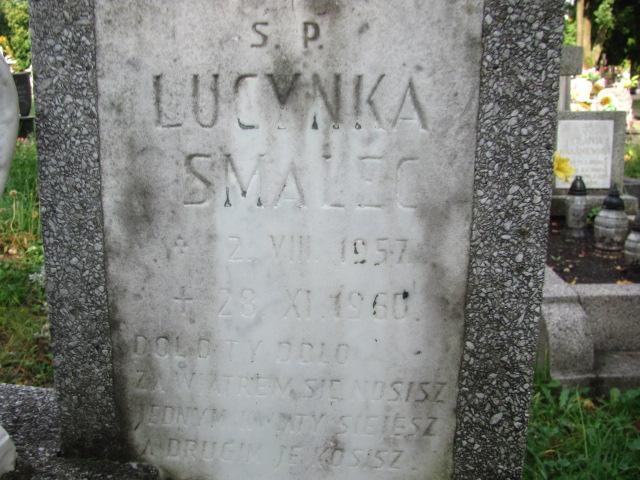 S. P.
LUCYNKA
SMALEC
* 2. VIII. 1957.
+ 28 XI. 1960.
DOLO TY DOLO
ZA WIATREM SIĘ NOSISZ
JEDNYM KWIATY SIEJESZ
A DRUGIM JE KOSISZ.